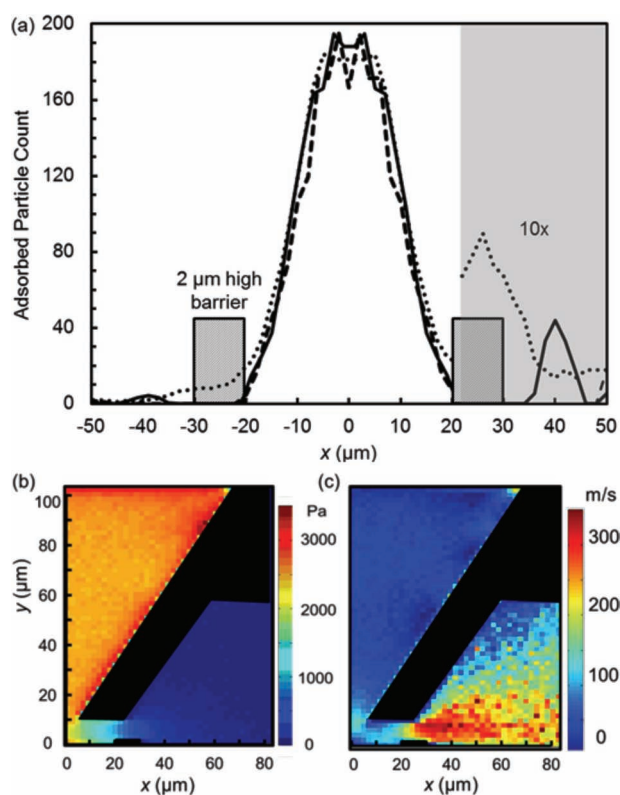 (a)
200
160
120
80
40
0
Adsorbed Particle Count
2 µm high
barrier
10x
-50 -40 -30 -20 -10 0 10 20 30 40 50
x (µm)
(b)
100
80
60
40
20
10
0
y (µm)
Pa
3000
2000
1000
0
0 20 40 60 80
x (µm)
(c)
m/s
300
200
100
0
0 20 40 60 80
x (µm)